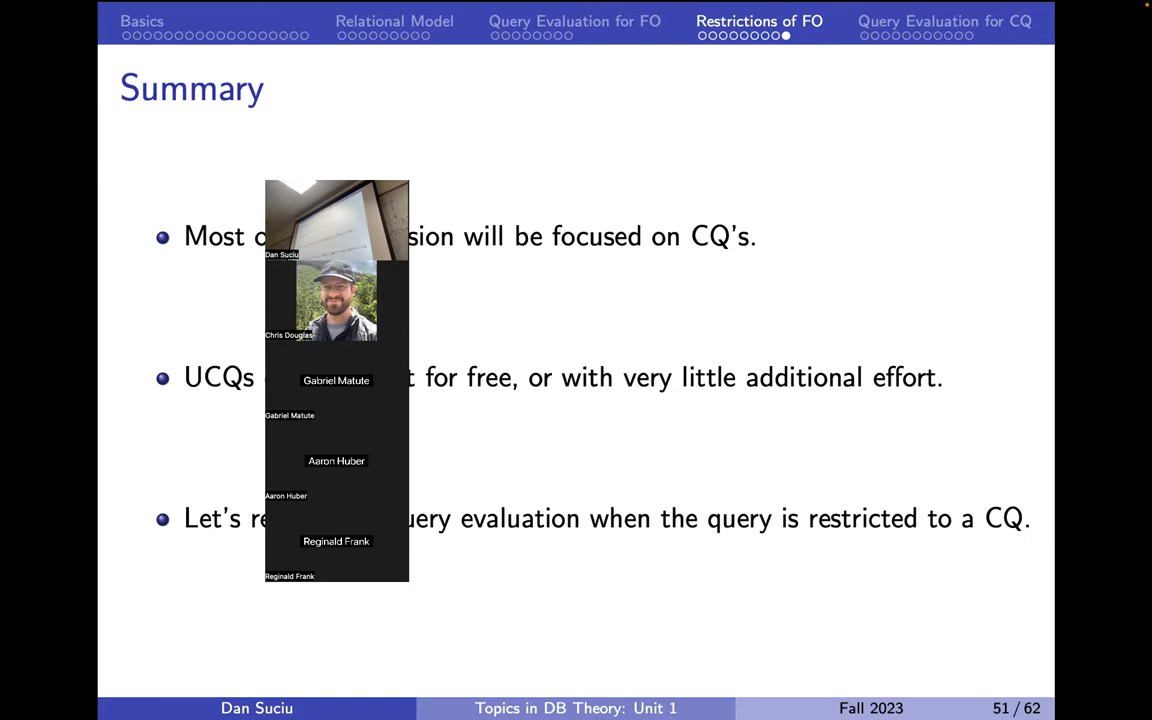 Basics Relational Model Query Evaluation for FO Restrictions of FO Query Evaluation for CQ
Summary
Most sion will be focused on CQ's.
Dan Suciu
Chris Douglas
UCQs t for free, or with very little additional effort.
Gabriel Matute
Gabriel Matute
Aaron Huber
Aaron Huber
Let's uery evaluation when the query is restricted to a CQ.
Reginald Frank
Reginald Frank
Dan Suciu Topics in DB Theory: Unit 1 Fall 2023 51 / 62